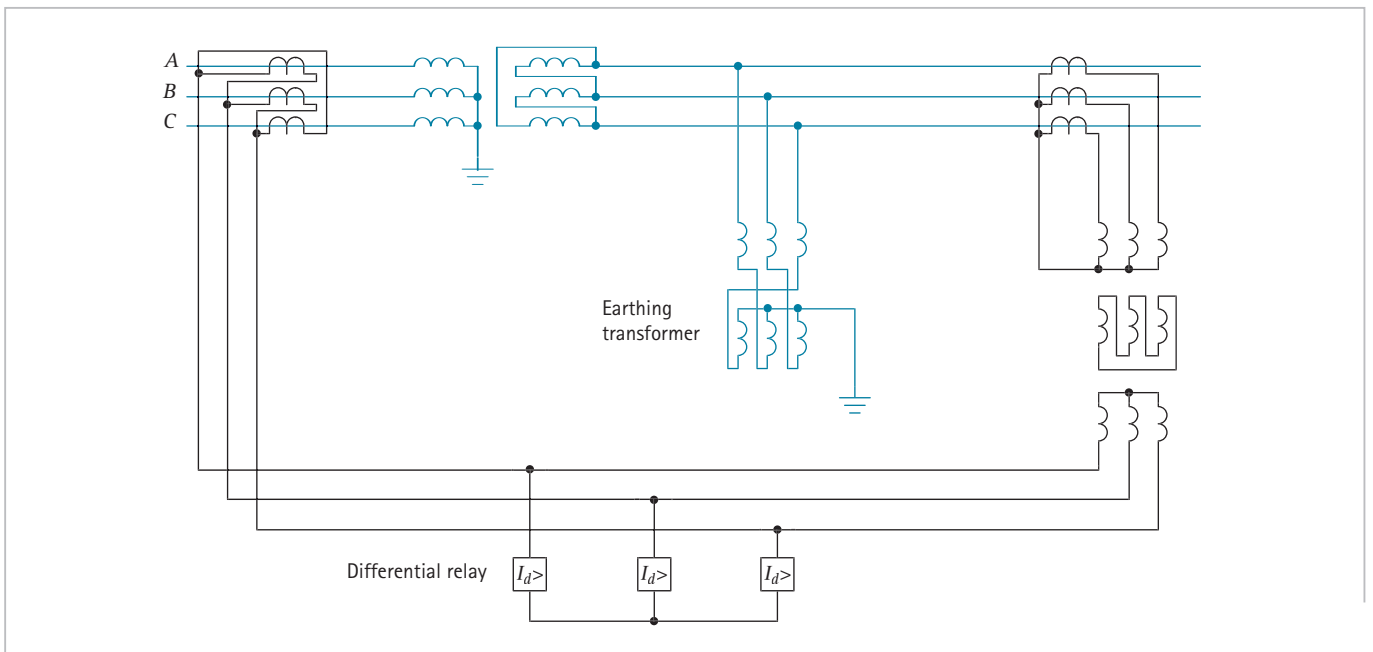 A
B
C
Earthing
transformer
Differential relay
Id>
Id>
Id>